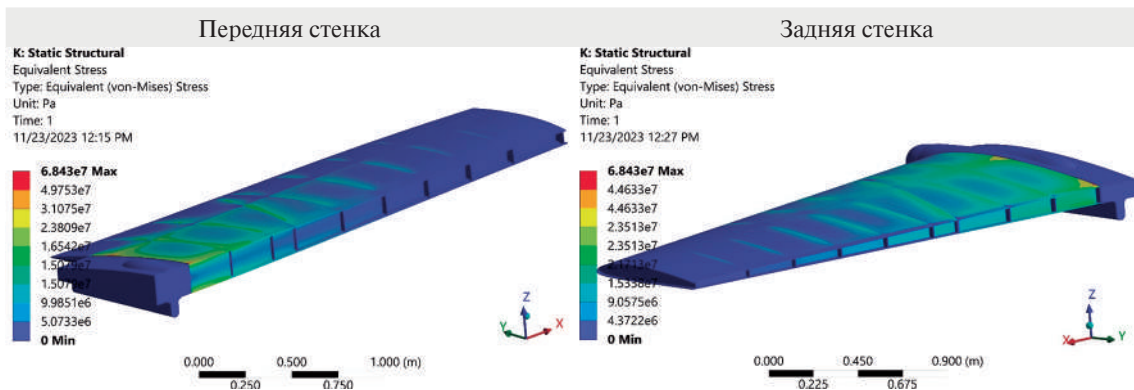 Передняя стенка
Задняя стенка
K: Static Structural
Equivalent Stress
Type: Equivalent (von-Mises) Stress
Unit: Pa
Time: 1
11/23/2023 12:15 PM
6.843e7 Max
4.9753e7
3.1075e7
2.3809e7
1.6542e7
1.5079e7
9.9851e6
5.0733e6
0 Min
Z
Y
X
0.000
0.500
1.000 (m)
0.250
0.750
K: Static Structural
Equivalent Stress
Type: Equivalent (von-Mises) Stress
Unit: Pa
Time: 1
11/23/2023 12:27 PM
6.843e7 Max
4.4633e7
4.4633e7
2.3513e7
2.3513e7
1.5338e7
9.0575e6
4.3722e6
0 Min
Z
X
Y
0.000
0.450
0.900 (m)
0.225
0.675